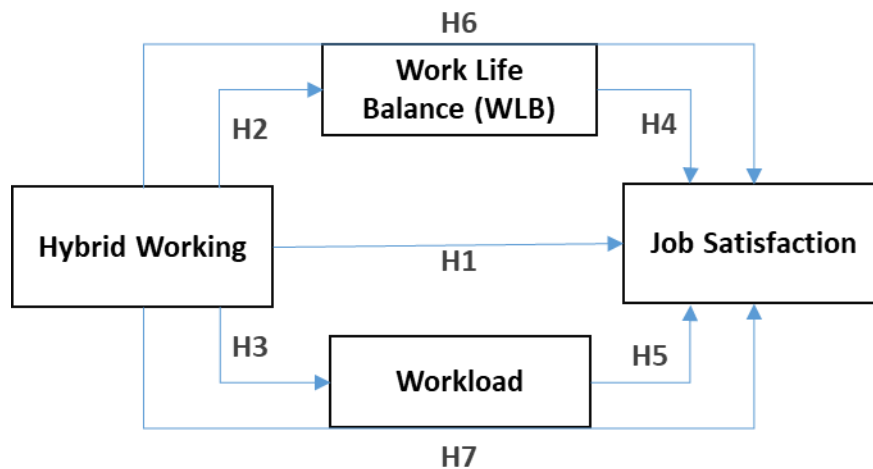 H6
Work Life
Balance (WLB)
H2
H4
Hybrid Working
H1
Job Satisfaction
H3
Workload
H5
H7